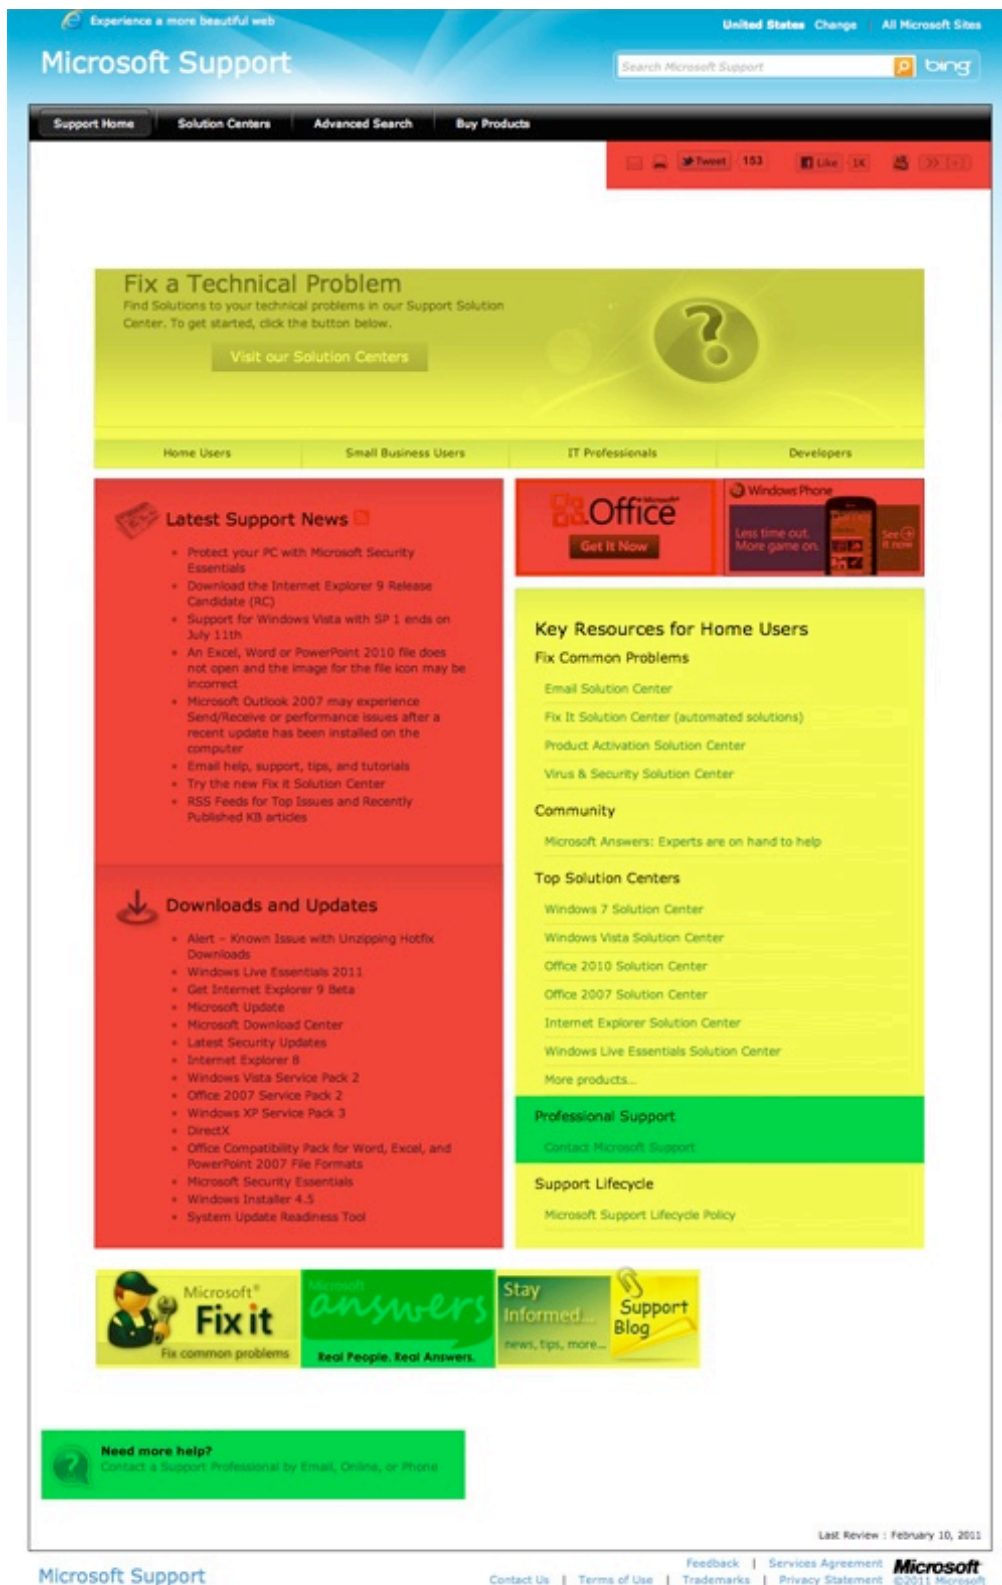 Experience a more beautiful web
United States Change | All Microsoft Sites
Microsoft Support
Search Microsoft Support
bing
Support Home
Solution Centers
Advanced Search
Buy Products
Tweet 153
Like 1K
Fix a Technical Problem
Find Solutions to your technical problems in our Support Solution
Center. To get started, click the button below.
Visit our Solution Centers
Home Users
Small Business Users
IT Professionals
Developers
Latest Support News
Protect your PC with Microsoft Security
Essentials
Download the Internet Explorer 9 Release
Candidate (RC)
Support for Windows Vista with SP 1 ends on
July 11th
An Excel, Word or PowerPoint 2010 file does
not open and the image for the file icon may be
incorrect
Microsoft Outlook 2007 may experience
Send/Receive or performance issues after a
recent update has been installed on the
computer
Email help, support, tips, and tutorials
Try the new Fix it Solution Center
RSS Feeds for Top Issues and Recently
Published KB articles
Downloads and Updates
Alert – Known Issue with Unzipping Hotfix
Downloads
Windows Live Essentials 2011
Get Internet Explorer 9 Beta
Microsoft Update
Microsoft Download Center
Latest Security Updates
Internet Explorer 8
Windows Vista Service Pack 2
Office 2007 Service Pack 2
Windows XP Service Pack 3
DirectX
Office Compatibility Pack for Word, Excel, and
PowerPoint 2007 File Formats
Microsoft Security Essentials
Windows Installer 4.5
System Update Readiness Tool
Microsoft®
Office
Get It Now
Windows Phone
Less time out.
More game on.
See
it now
Key Resources for Home Users
Fix Common Problems
Email Solution Center
Fix It Solution Center (automated solutions)
Product Activation Solution Center
Virus & Security Solution Center
Community
Microsoft Answers: Experts are on hand to help
Top Solution Centers
Windows 7 Solution Center
Windows Vista Solution Center
Office 2010 Solution Center
Office 2007 Solution Center
Internet Explorer Solution Center
Windows Live Essentials Solution Center
More products...
Professional Support
Contact Microsoft Support
Support Lifecycle
Microsoft Support Lifecycle Policy
Microsoft®
Fix it
Fix common problems
Microsoft
answers
Real People. Real Answers.
Stay
Informed...
news, tips, more...
Support
Blog
Need more help?
Contact a Support Professional by Email, Online, or Phone
Last Review : February 10, 2011
Microsoft Support
Feedback | Services Agreement
Contact Us | Terms of Use | Trademarks | Privacy Statement
Microsoft
©2011 Microsoft